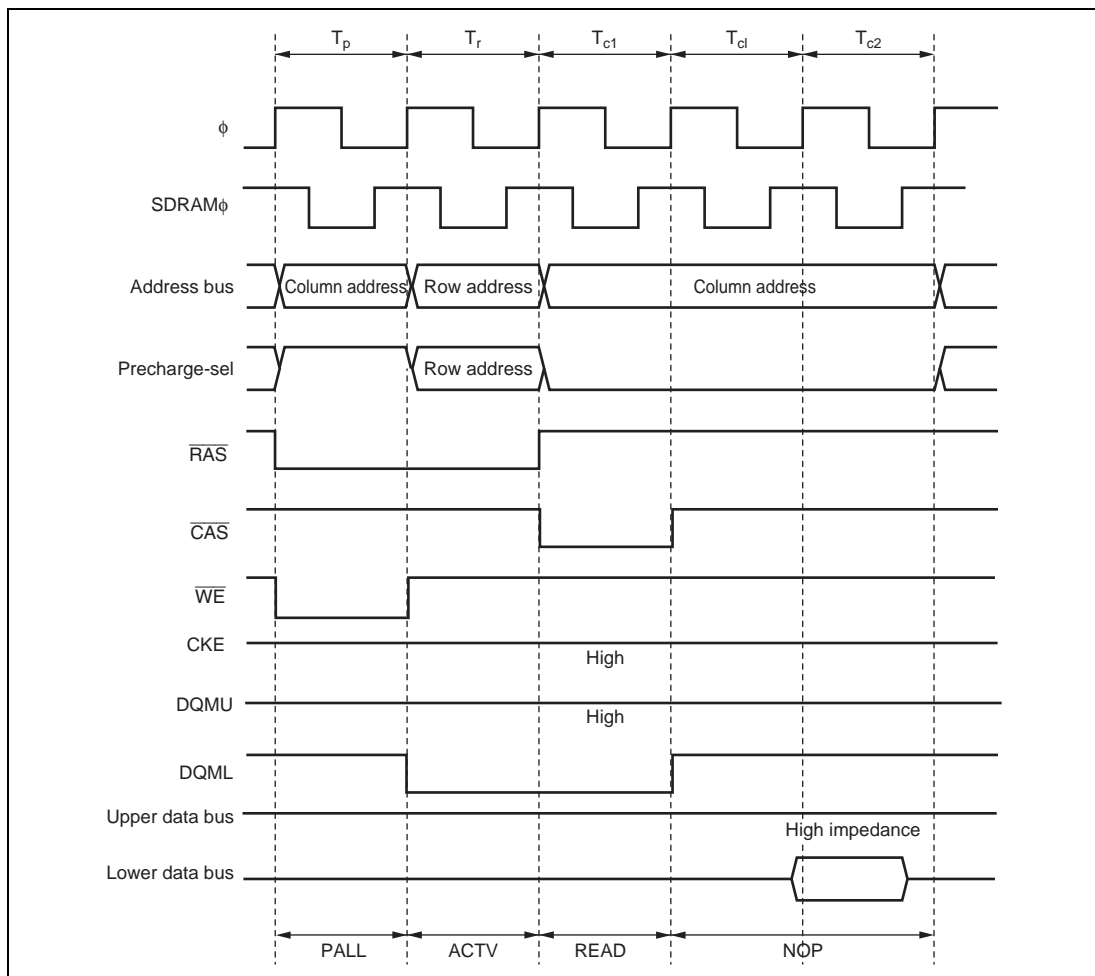 Tp Tr Tc1 Tcl Tc2
ϕ
SDRAMϕ
Address bus Column address Row address Column address
Precharge-sel Row address
RAS
CAS
WE
CKE
High
DQMU
High
DQML
Upper data bus
High impedance
Lower data bus
PALL ACTV READ NOP